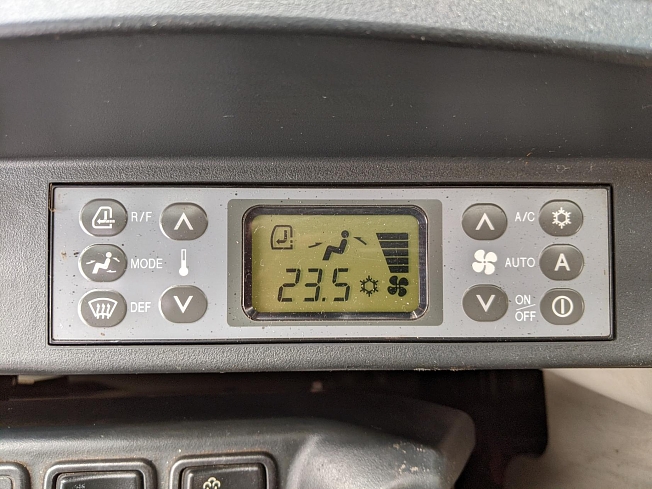 R/F
A/C
MODE
AUTO
A
23.5
DEF
ON
OFF